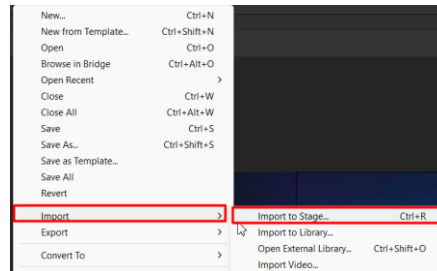 New... Ctrl+N
New from Template... Ctrl+Shift+N
Open Ctrl+O
Browse in Bridge Ctrl+Alt+O
Open Recent >
Close Ctrl+W
Close All Ctrl+Alt+W
Save Ctrl+S
Save As... Ctrl+Shift+S
Save as Template...
Save All
Revert
Import >
Export >
Convert To >
Import to Stage... Ctrl+R
Import to Library...
Open External Library... Ctrl+Shift+O
Import Video...